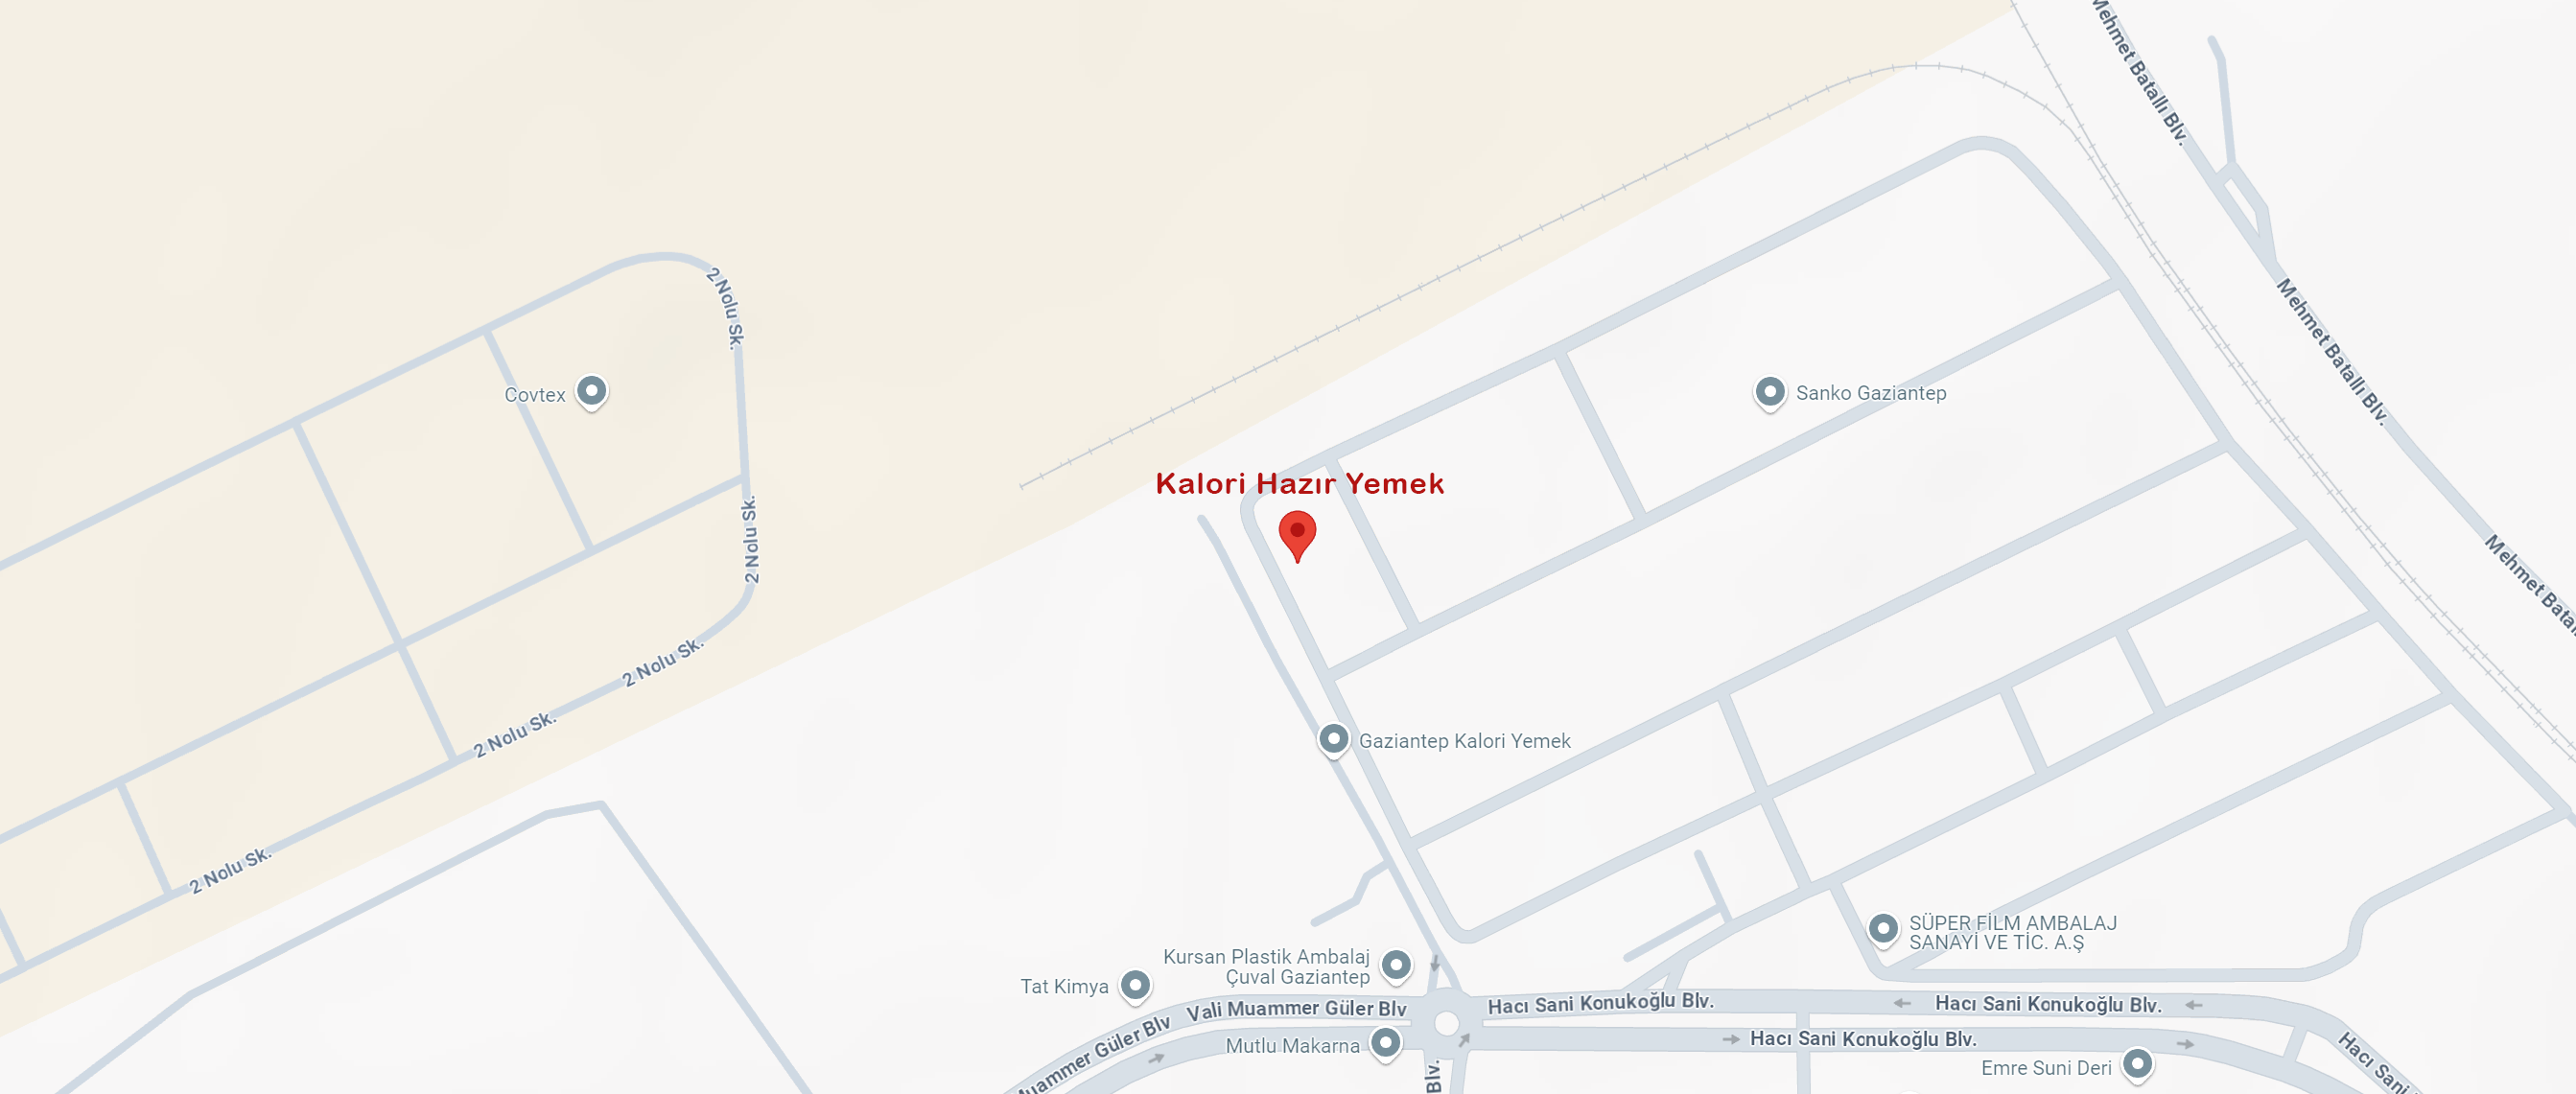 Mehmet Batallı Blv.
2 Nolu Sk.
Mehmet Batallı Blv.
Covtex
Sanko Gaziantep
Kalori Hazır Yemek
2 Nolu Sk.
Mehmet Batal
2 Nolu Sk.
2 Nolu Sk.
Gaziantep Kalori Yemek
2 Nolu Sk.
SÜPER FİLM AMBALAJ
SANAYİ VE TİC. A.Ş
Kursan Plastik Ambalaj
Çuval Gaziantep
Tat Kimya
Vali Muammer Güler Blv
Hacı Sani Konukoğlu Blv.
Hacı Sani Konukoğlu Blv.
Muammer Güler Blv
Mutlu Makarna
Hacı Sani Konukoğlu Blv.
Emre Suni Deri
Hacı Sani
Blv.